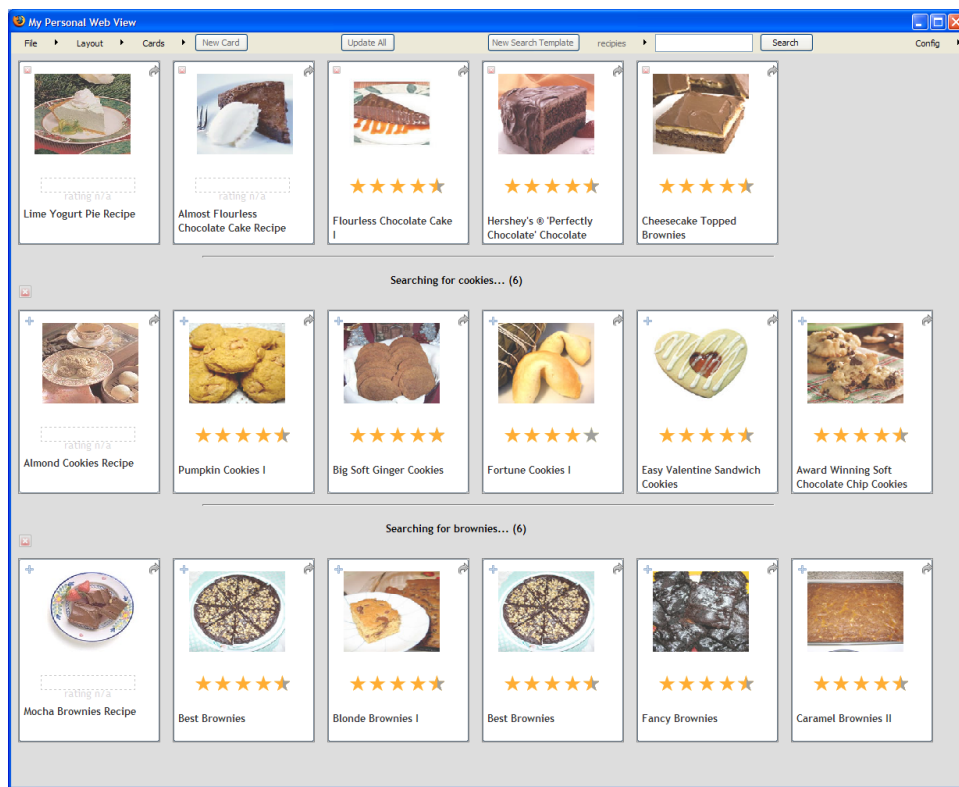 My Personal Web View
File Layout Cards New Card Update All New Search Template recipies Search Config
rating n/a
rating n/a
Lime Yogurt Pie Recipe
Almost Flourless
Chocolate Cake Recipe
Flourless Chocolate Cake
I
Hershey's ® 'Perfectly
Chocolate' Chocolate
Cheesecake Topped
Brownies
Searching for cookies... (6)
rating n/a
Almond Cookies Recipe
Pumpkin Cookies I
Big Soft Ginger Cookies
Fortune Cookies I
Easy Valentine Sandwich
Cookies
Award Winning Soft
Chocolate Chip Cookies
Searching for brownies... (6)
rating n/a
Mocha Brownies Recipe
Best Brownies
Blonde Brownies I
Best Brownies
Fancy Brownies
Caramel Brownies II